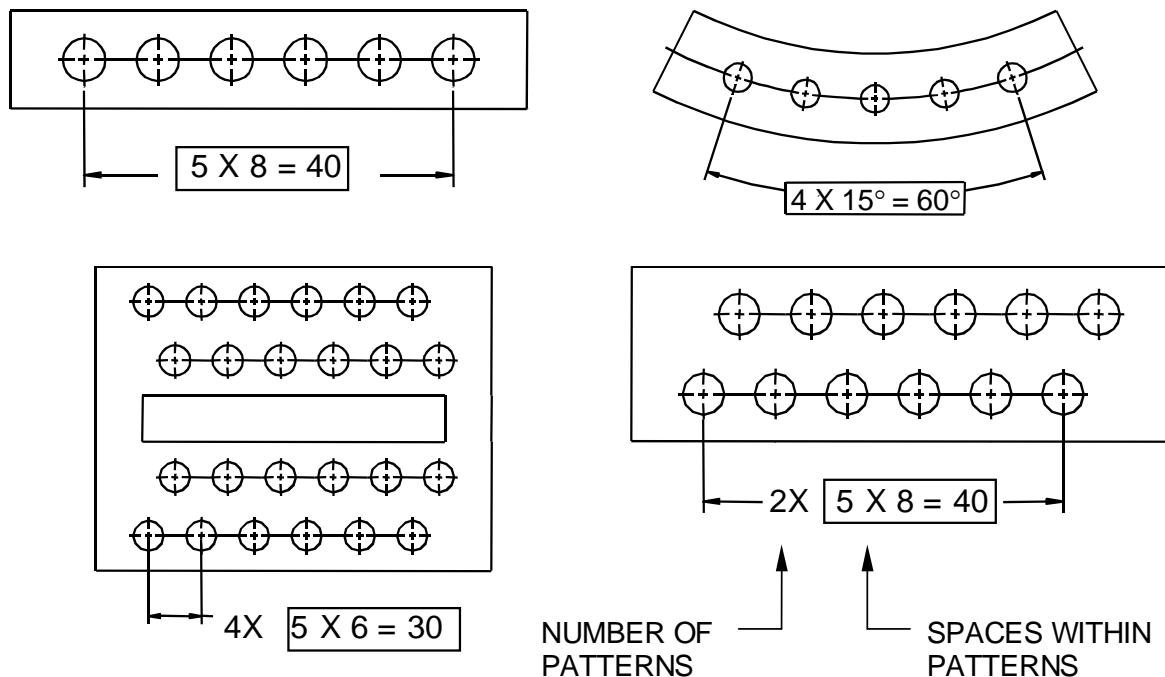 5 X 8 = 40
4 X 15° = 60°
4X 5 X 6 = 30
2X 5 X 8 = 40
NUMBER OF
PATTERNS
SPACES WITHIN
PATTERNS